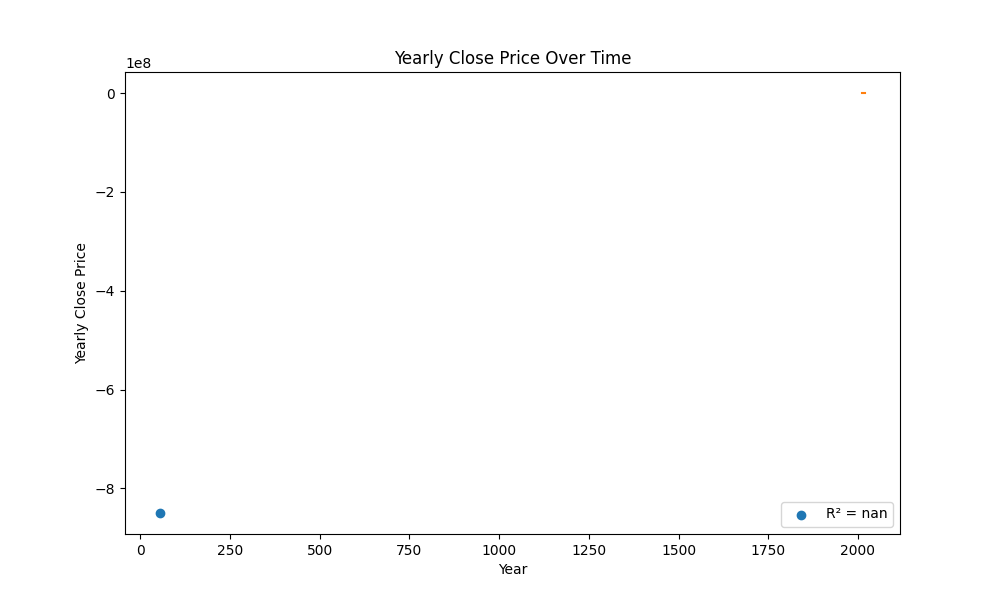 Yearly Close Price Over Time
1e8
0
−2
−4
−6
−8
Yearly Close Price
R² = nan
0 250 500 750 1000 1250 1500 1750 2000
Year